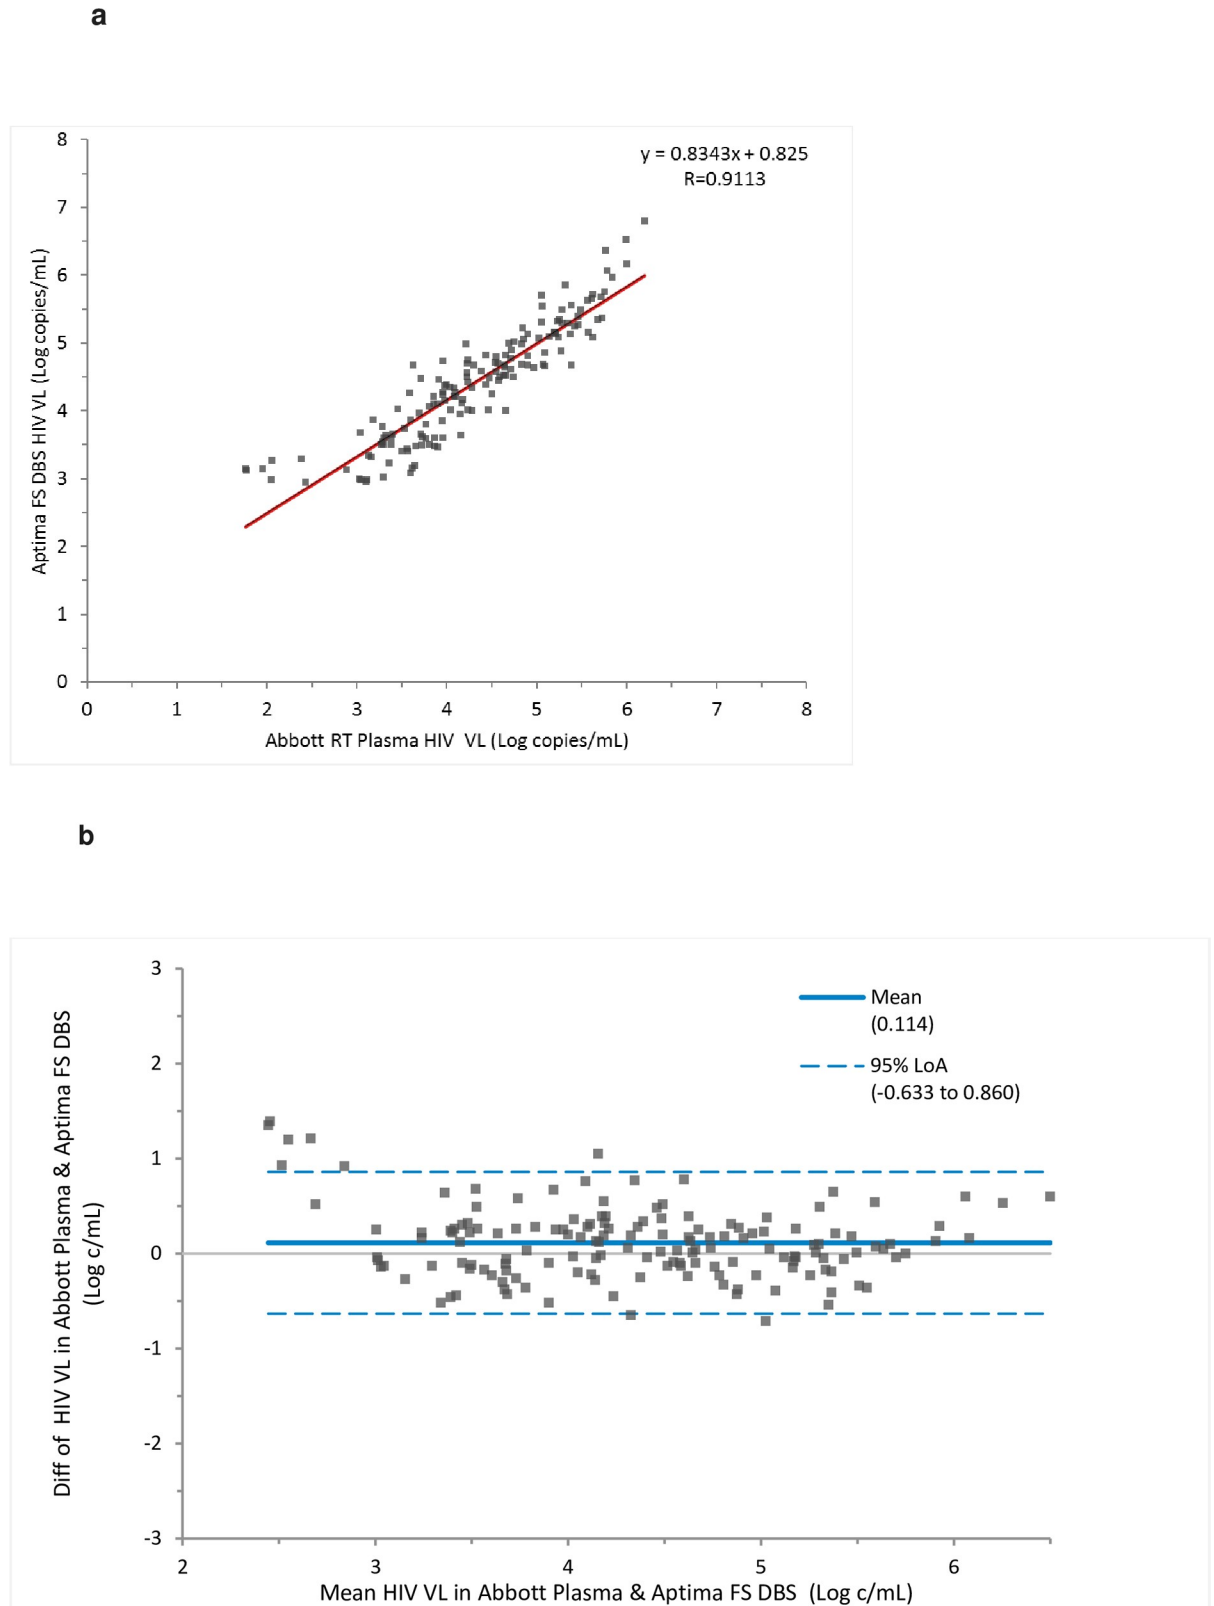 a
y = 0.8343x + 0.825
R=0.9113
8
7
6
5
4
3
2
1
0
Aptima FS DBS HIV VL (Log copies/mL)
0 1 2 3 4 5 6 7 8
Abbott RT Plasma HIV VL (Log copies/mL)
b
Mean
(0.114)
95% LoA
(-0.633 to 0.860)
3
2
1
0
-1
-2
-3
Diff of HIV VL in Abbott Plasma & Aptima FS DBS
(Log c/mL)
2 3 4 5 6
Mean HIV VL in Abbott Plasma & Aptima FS DBS (Log c/mL)